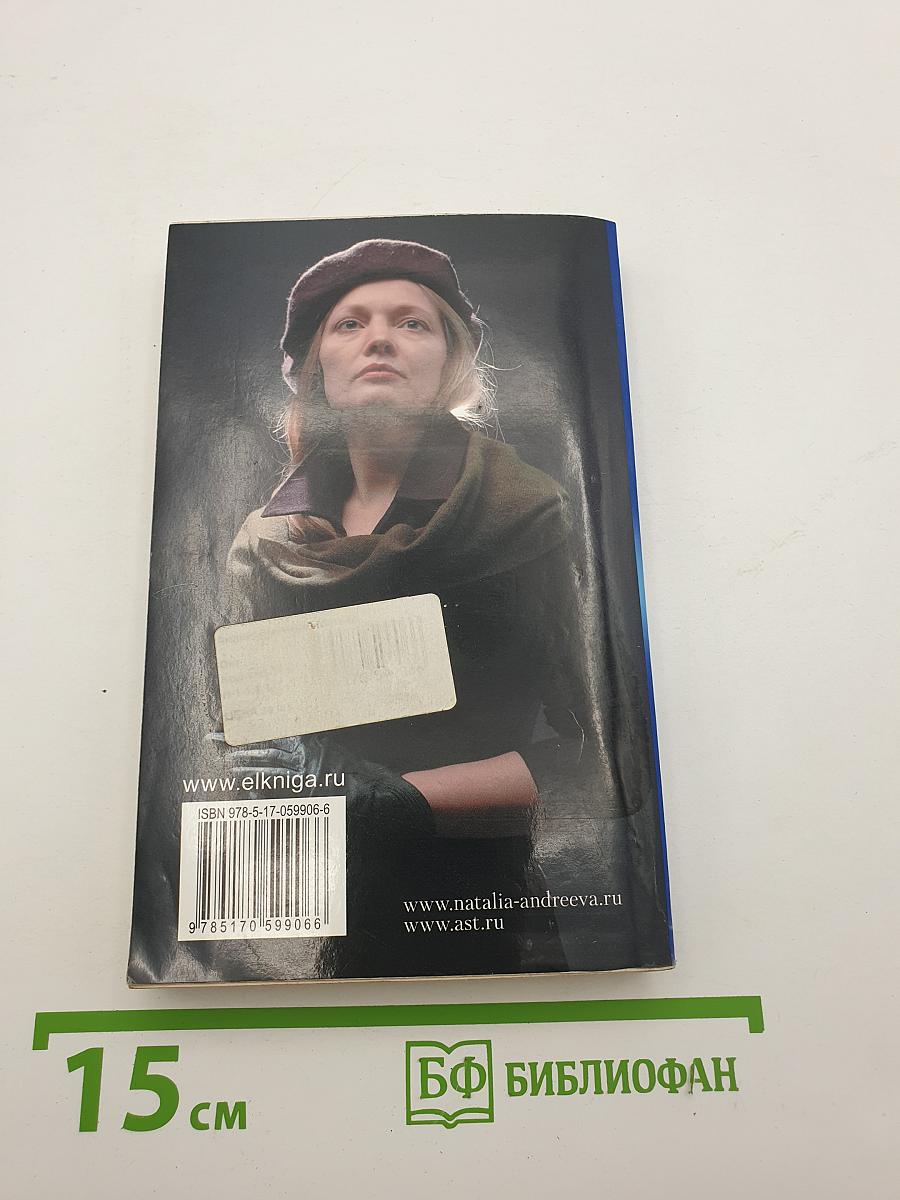 www.elkniga.ru
ISBN 978-5-17-059906-6
9 785170 599066
www.natalia-andreeva.ru
www.ast.ru
15 см
БФ БИБЛИОФАН